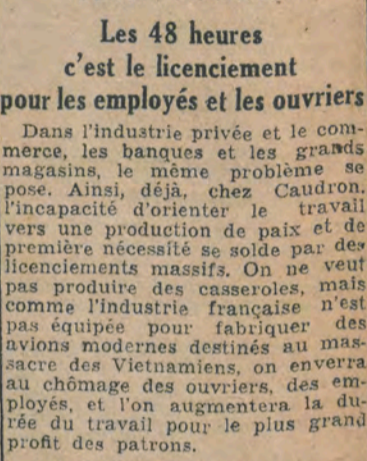 Les 48 heures
c'est le licenciement
pour les employés et les ouvriers
Dans l'industrie privée et le com-
merce, les banques et les grands
magasins, le même problème se
pose. Ainsi, déjà, chez Caudron,
l'incapacité d'orienter le travail
vers une production de paix et de
première nécessité se solde par des
licenciements massifs. On ne veut
pas produire des casseroles, mais
comme l'industrie française n'est
pas équipée pour fabriquer des
avions modernes destinés au mas-
sacre des Vietnamiens, on enverra
au chômage des ouvriers, des em-
ployés, et l'on augmentera la du-
rée du travail pour le plus grand
profit des patrons.